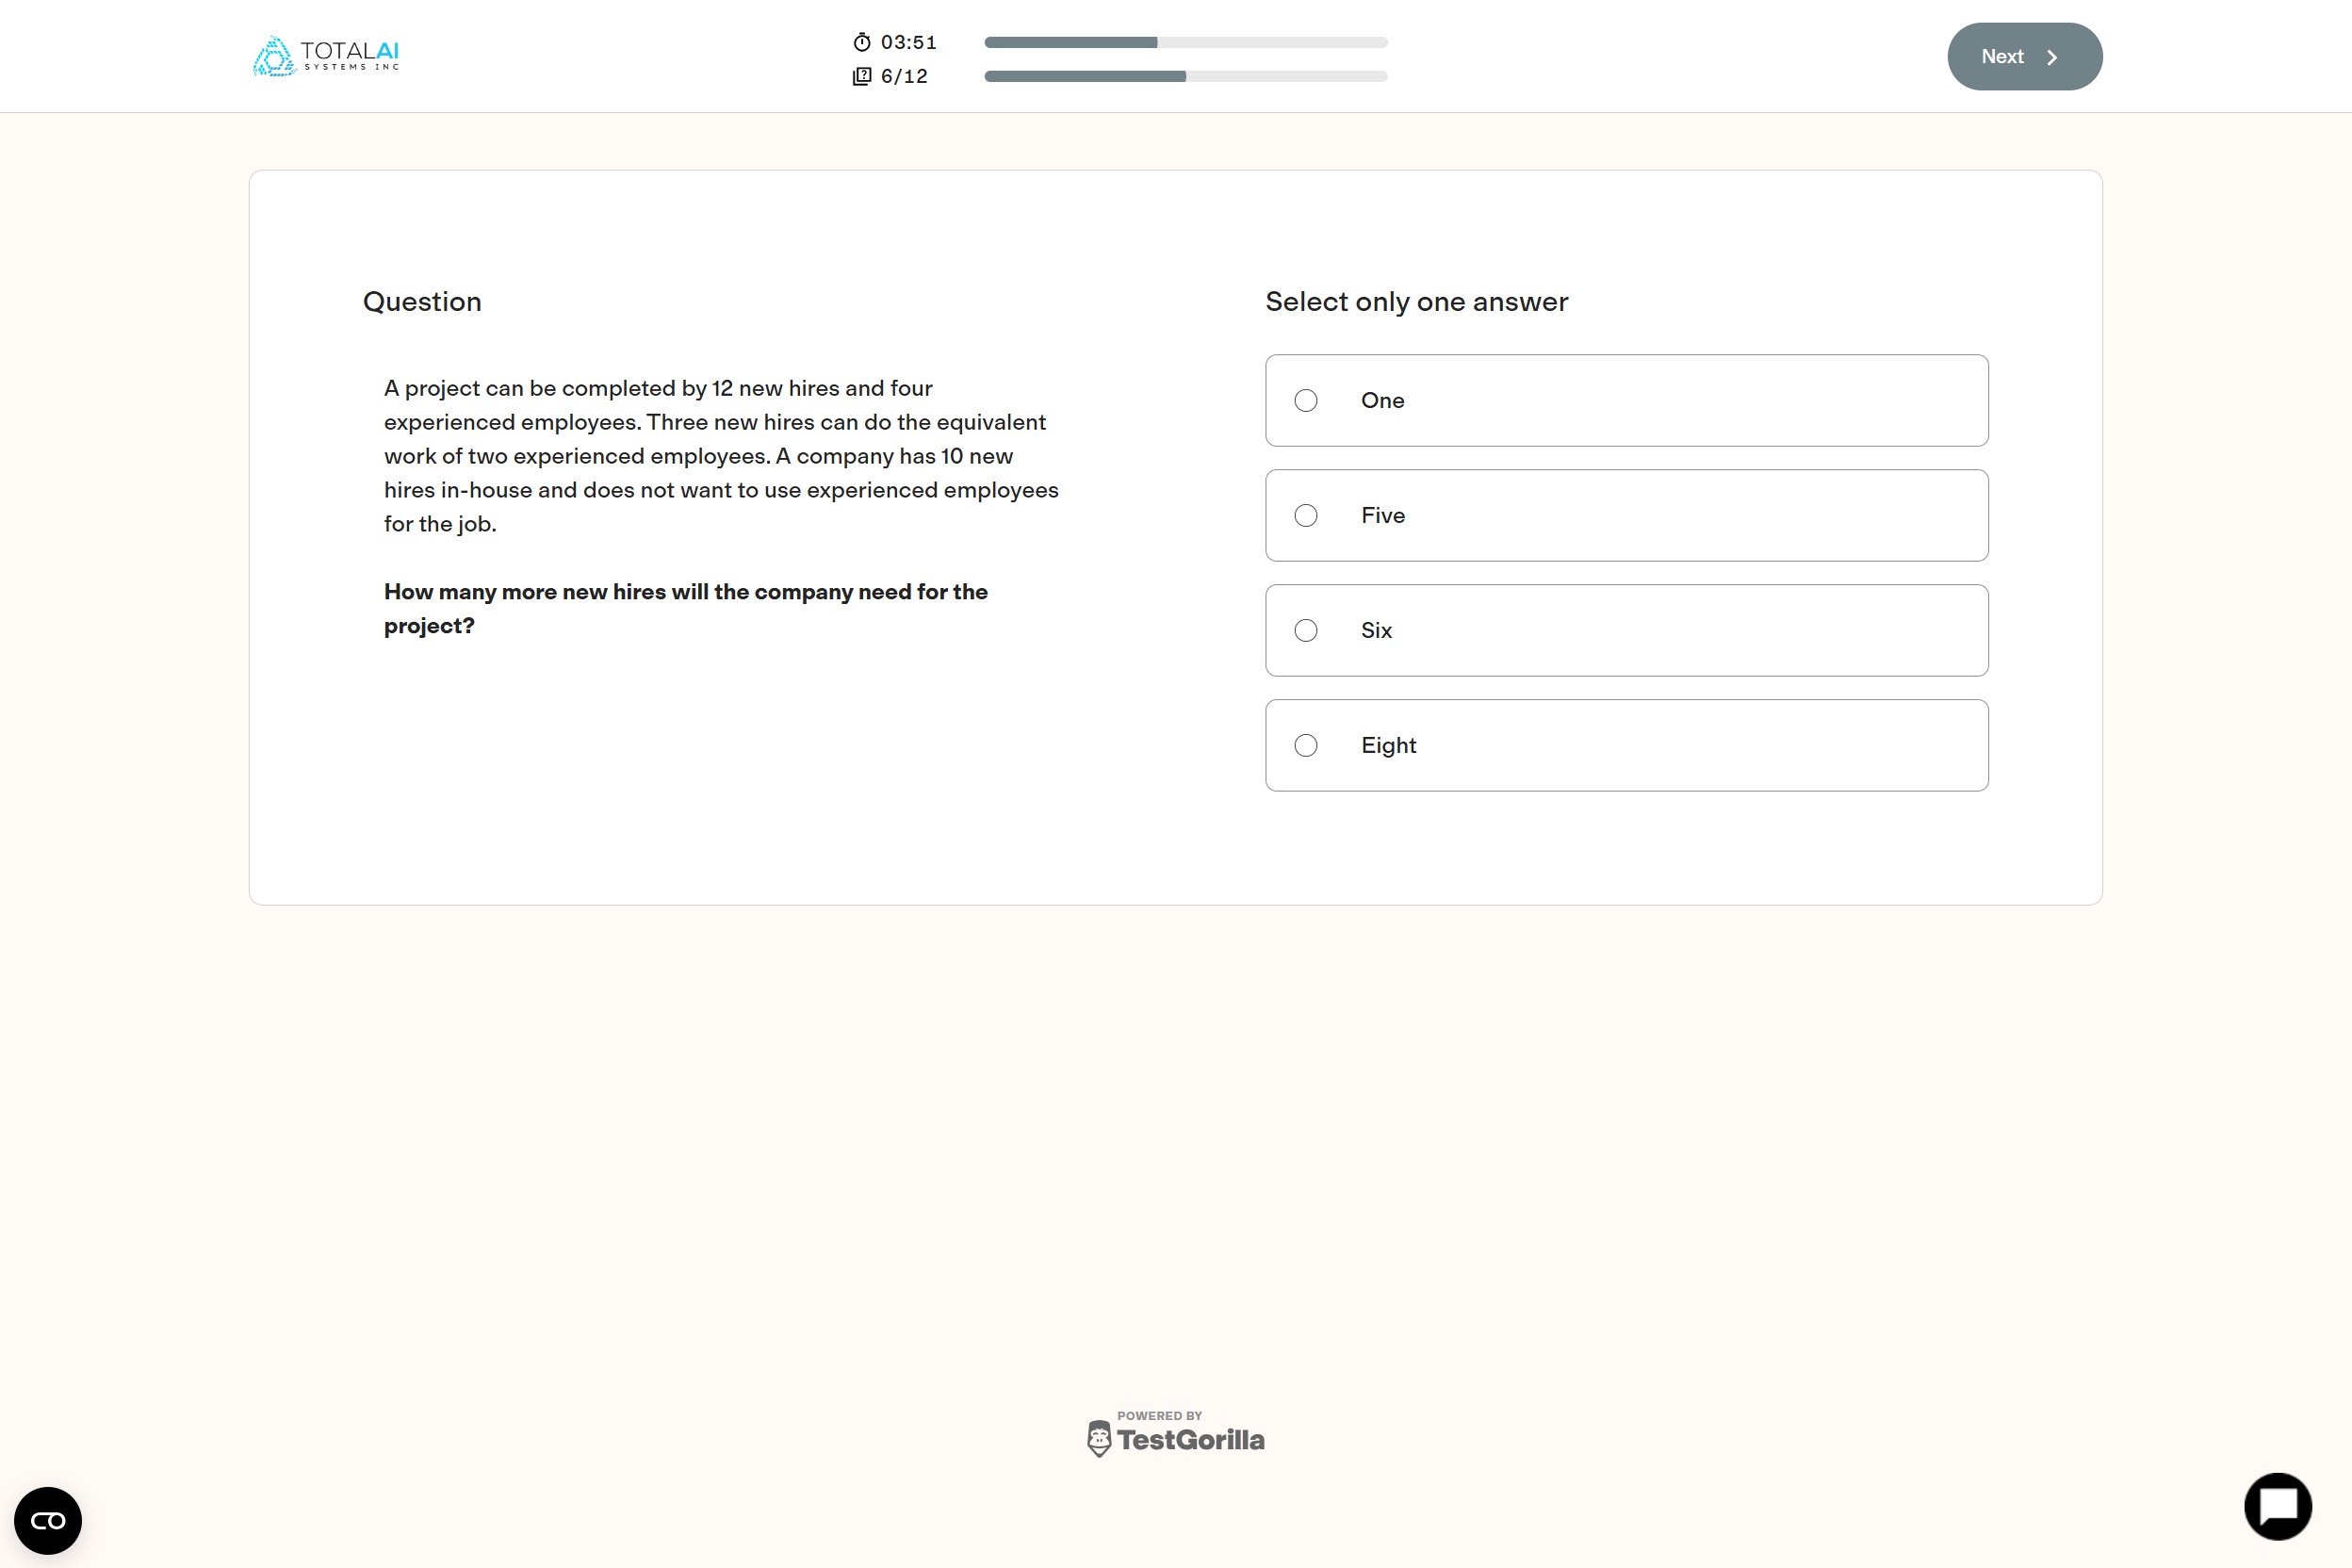 TOTALAI
SYSTEMS INC
03:51
6/12
Next
Question
A project can be completed by 12 new hires and four
experienced employees. Three new hires can do the equivalent
work of two experienced employees. A company has 10 new
hires in-house and does not want to use experienced employees
for the job.
How many more new hires will the company need for the
project?
Select only one answer
One
Five
Six
Eight
POWERED BY
TestGorilla